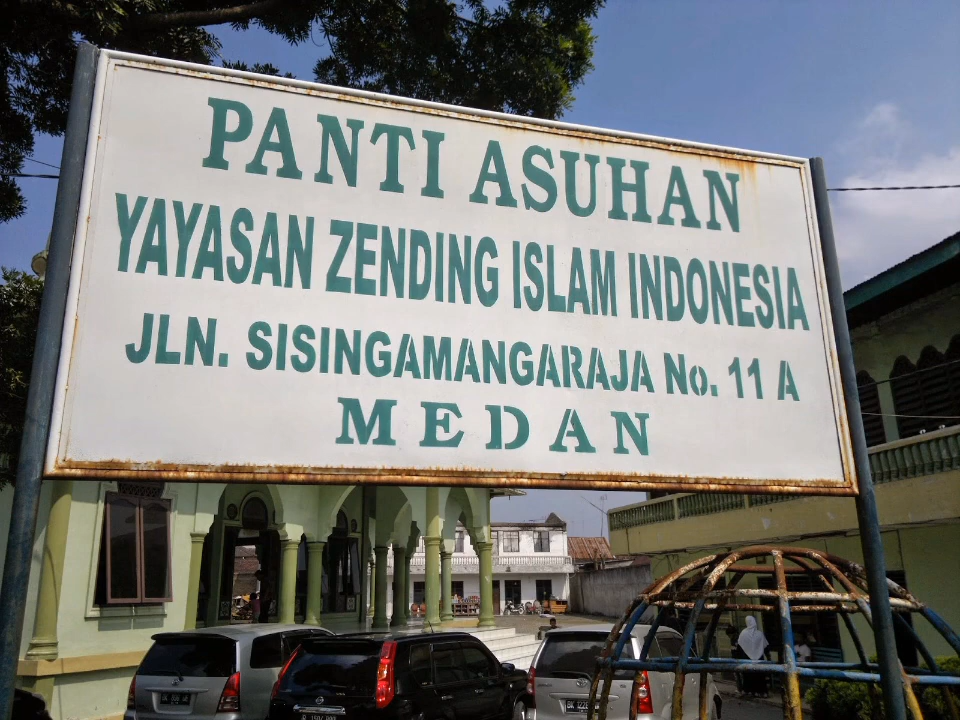 PANTI ASUHAN
YAYASAN ZENDING ISLAM INDONESIA
JLN. SISINGAMANGARAJA No. 11 A
MEDAN